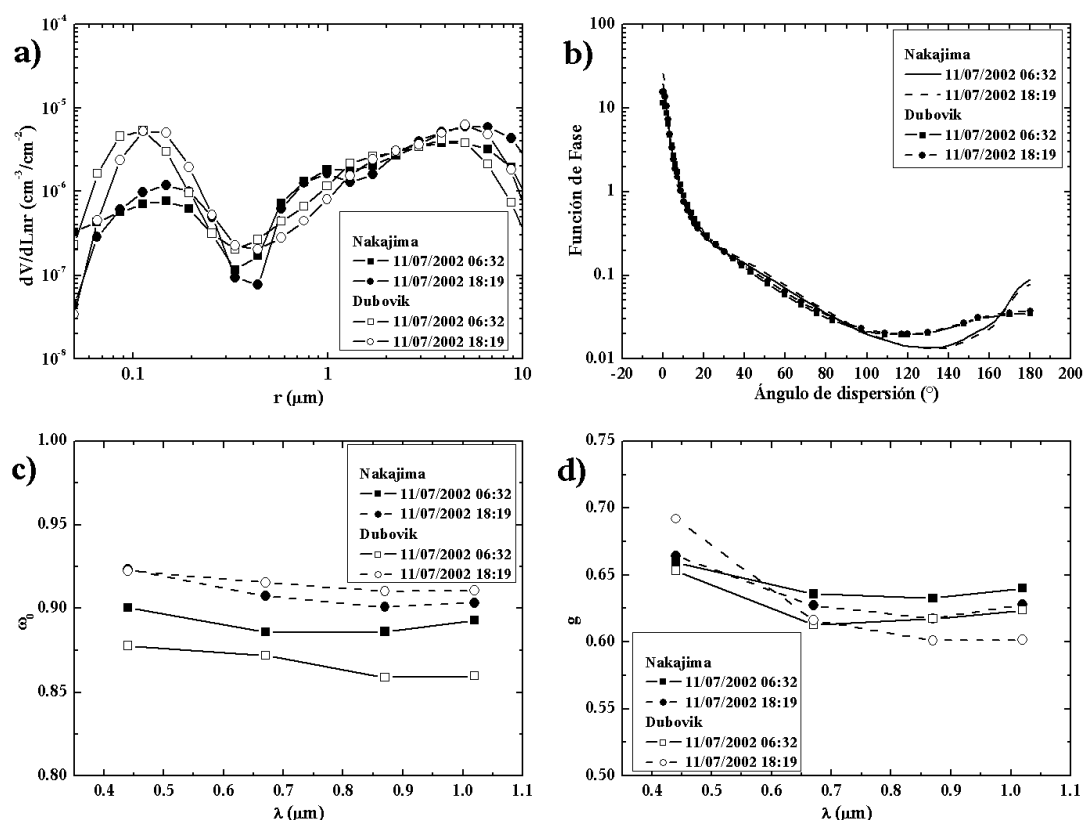 a)
10⁻⁴
10⁻⁵
10⁻⁶
10⁻⁷
10⁻⁸
dV/dLnr (cm⁻³/cm⁻²)
0.1 1 10
r (μm)
Nakajima
11/07/2002 06:32
11/07/2002 18:19
Dubovik
11/07/2002 06:32
11/07/2002 18:19
b)
100
10
1
0.1
0.01
Función de Fase
-20 0 20 40 60 80 100 120 140 160 180 200
Ángulo de dispersión (°)
Nakajima
11/07/2002 06:32
11/07/2002 18:19
Dubovik
11/07/2002 06:32
11/07/2002 18:19
c)
1.00
0.95
0.90
0.85
0.80
ω₀
0.4 0.5 0.6 0.7 0.8 0.9 1.0 1.1
λ (μm)
Nakajima
11/07/2002 06:32
11/07/2002 18:19
Dubovik
11/07/2002 06:32
11/07/2002 18:19
d)
0.75
0.70
0.65
0.60
0.55
0.50
g
0.4 0.5 0.6 0.7 0.8 0.9 1.0 1.1
λ (μm)
Nakajima
11/07/2002 06:32
11/07/2002 18:19
Dubovik
11/07/2002 06:32
11/07/2002 18:19